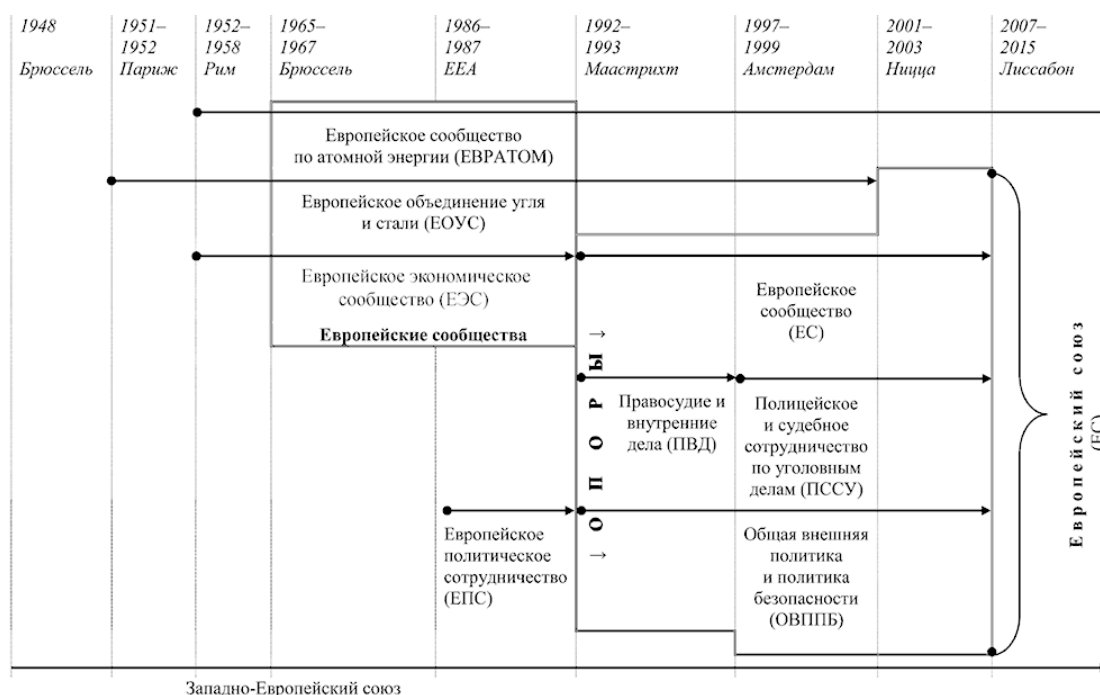 1948
Брюссель
1951–
1952
Париж
1952–
1958
Рим
1965–
1967
Брюссель
1986–
1987
ЕЕА
1992–
1993
Маастрихт
1997–
1999
Амстердам
2001–
2003
Ницца
2007–
2015
Лиссабон
Европейское сообщество
по атомной энергии (ЕВРАТОМ)
Европейское объединение угля
и стали (ЕОУС)
Европейское экономическое
сообщество (ЕЭС)
Европейские сообщества
Европейское
сообщество
(ЕС)
← О П О Р Ы →
Правосудие и
внутренние
дела (ПВД)
Полицейское
и судебное
сотрудничество
по уголовным
делам (ПССУ)
Европейское
политическое
сотрудничество
(ЕПС)
Общая внешняя
политика
и политика
безопасности
(ОВППБ)
Европейский союз
(ЕС)
Западно-Европейский союз